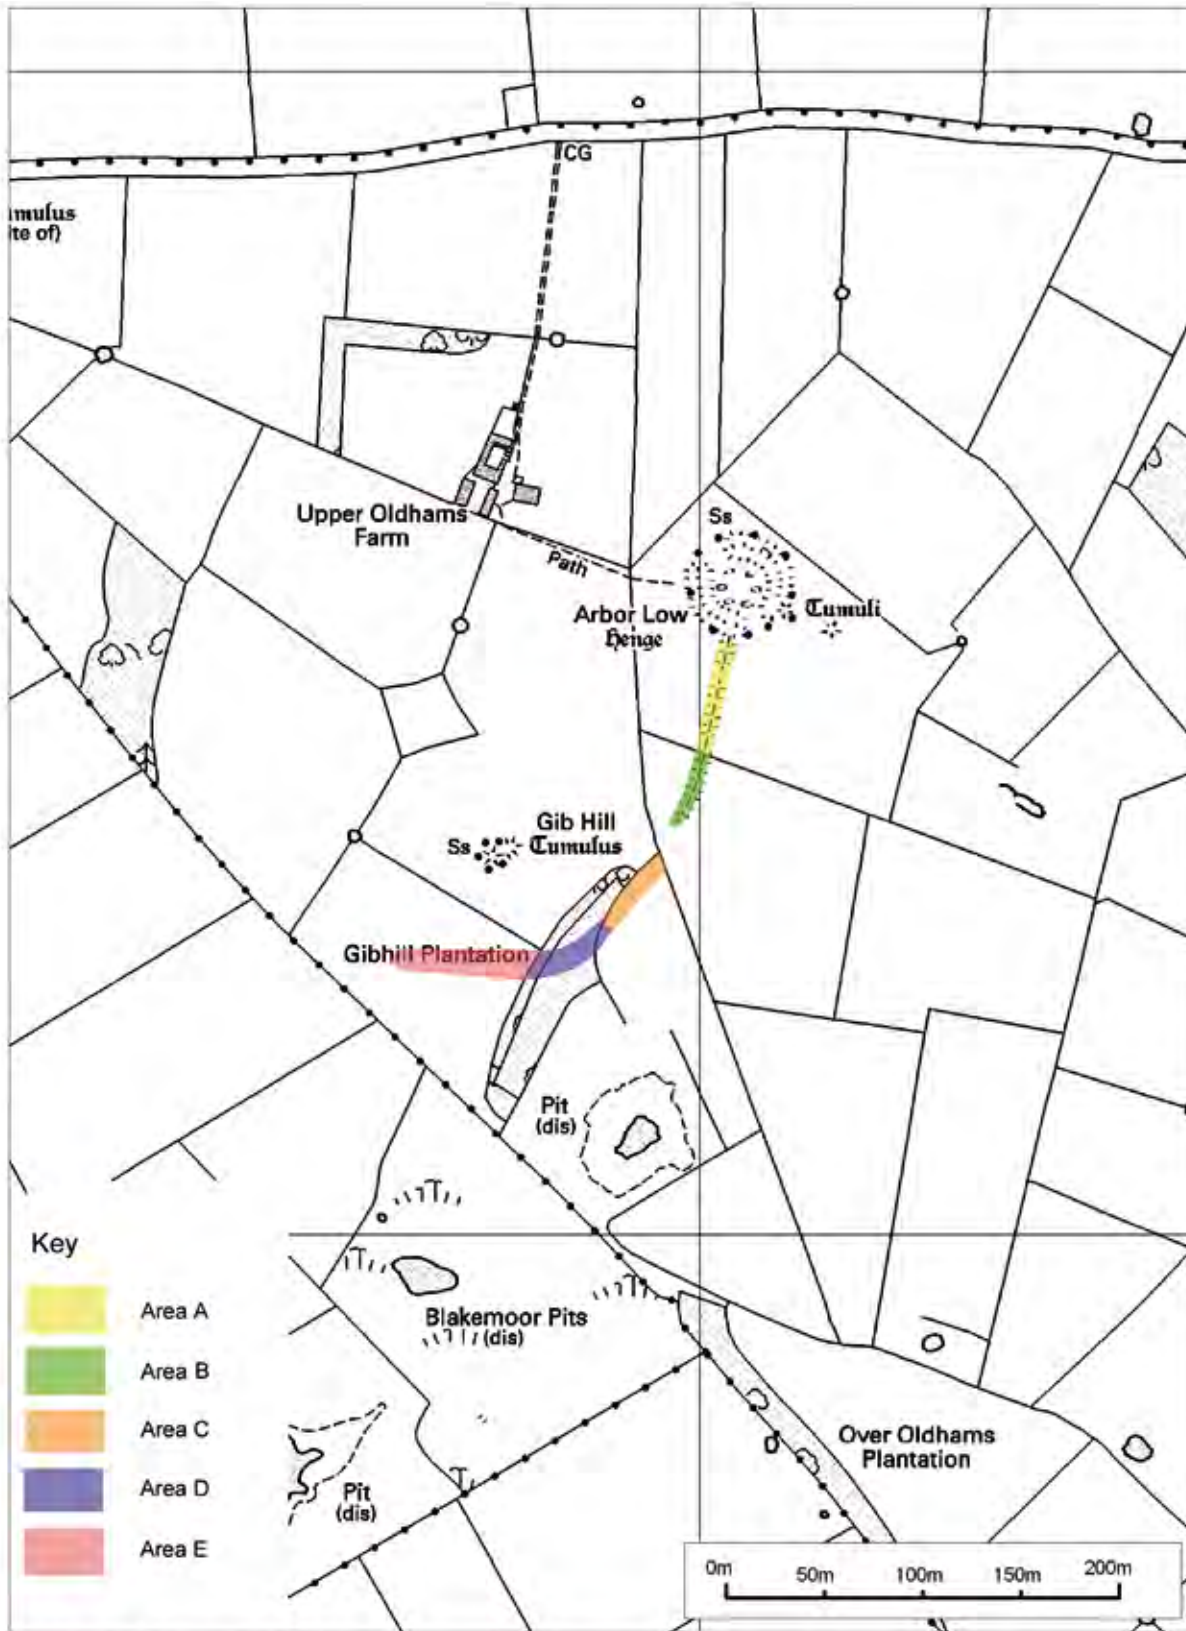 CG
imulus
ite of)
Upper Oldhams
Farm
Path
Ss
Arbor Low
Henge
Tumuli
Gib Hill
Ss Tumulus
Gibhill Plantation
Pit
(dis)
Blakemoor Pits
(dis)
Pit
(dis)
Over Oldhams
Plantation
Key
Area A
Area B
Area C
Area D
Area E
0m 50m 100m 150m 200m